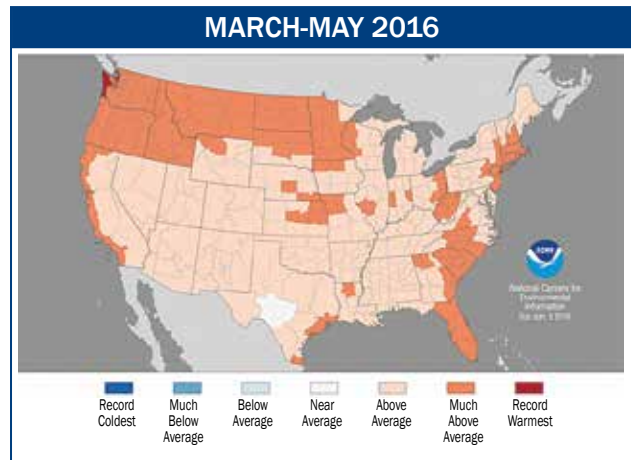 MARCH-MAY 2016
NOAA
National Centers for
Environmental
Information
Record
Coldest
Much
Below
Average
Below
Average
Near
Average
Above
Average
Much
Above
Average
Record
Warmest